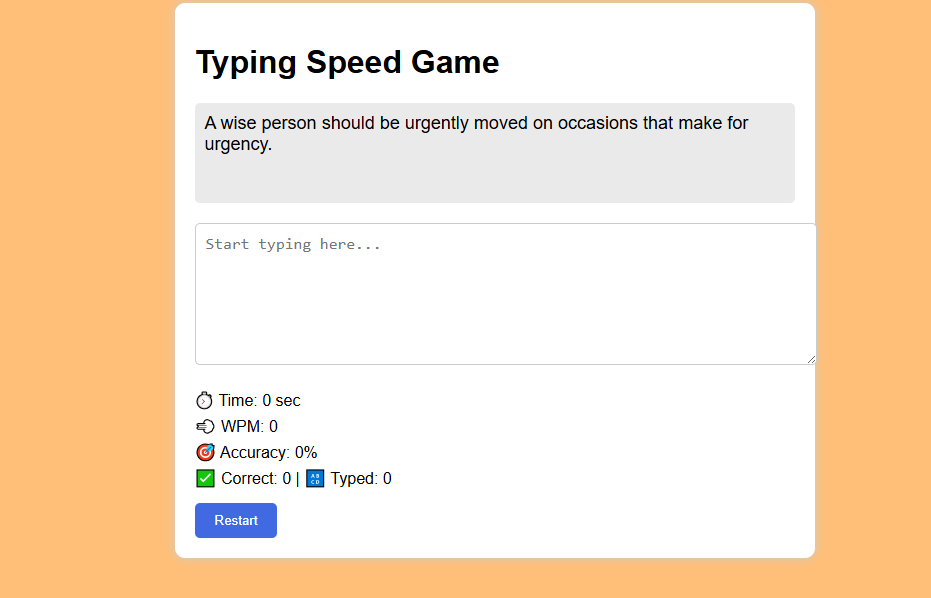 Typing Speed Game
A wise person should be urgently moved on occasions that make for
urgency.
Start typing here...
⏱ Time: 0 sec
💨 WPM: 0
🎯 Accuracy: 0%
✅ Correct: 0 | 🔠 Typed: 0
Restart